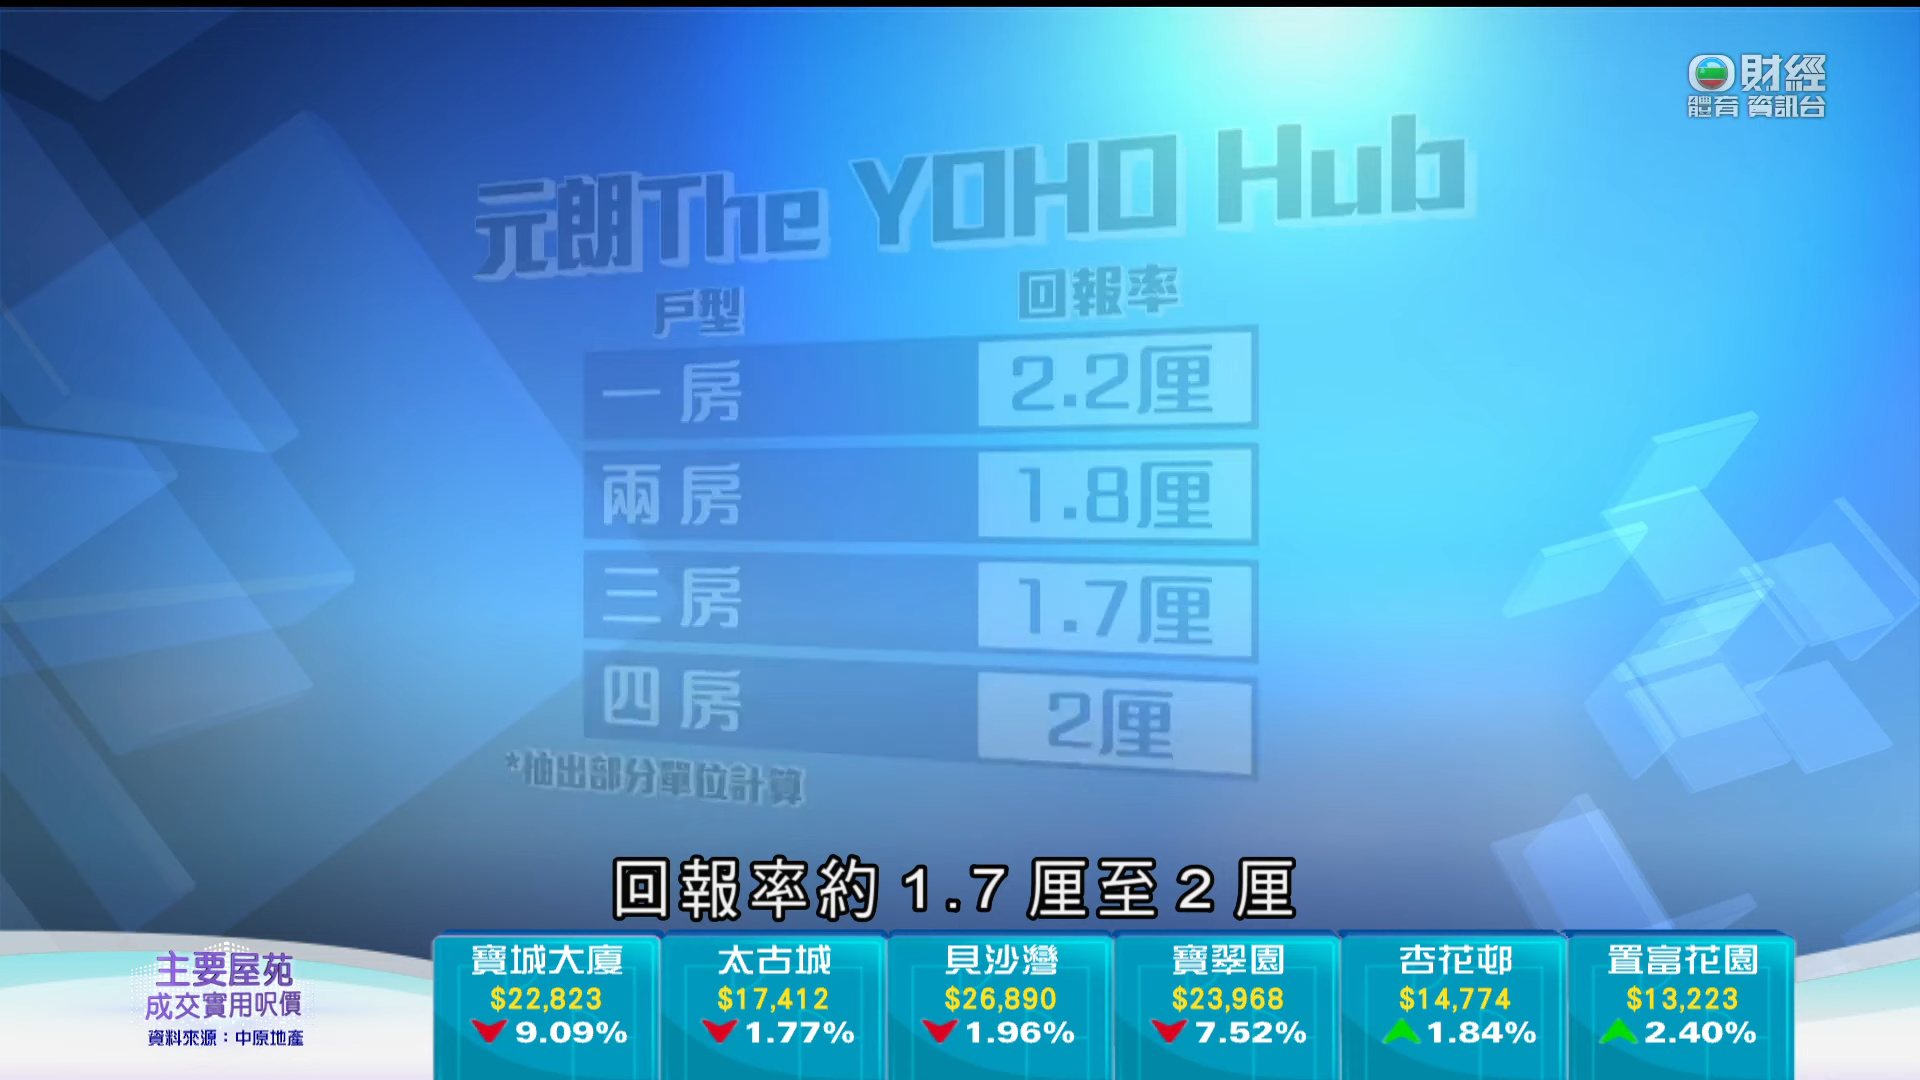 財經
體育 資訊台
元朗The YOHO Hub
戶型 回報率
一房 2.2厘
兩房 1.8厘
三房 1.7厘
四房 2厘
*抽出部分單位計算
回報率約1.7厘至2厘
主要屋苑
成交實用呎價
資料來源：中原地產
寶城大廈
$22,823
9.09%
太古城
$17,412
1.77%
貝沙灣
$26,890
1.96%
寶翠園
$23,968
7.52%
杏花邨
$14,774
1.84%
置富花園
$13,223
2.40%